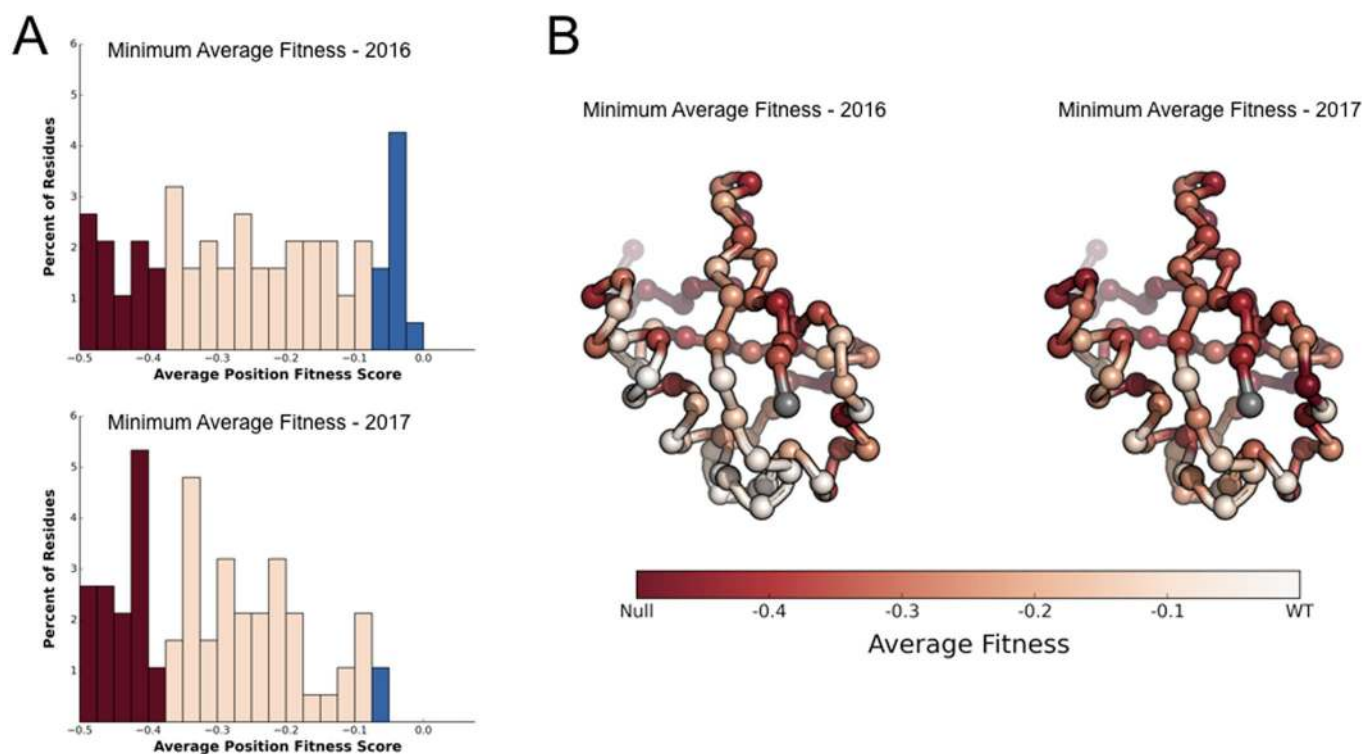 A
Minimum Average Fitness - 2016
6
5
4
3
2
1
Percent of Residues
−0.5 −0.4 −0.3 −0.2 −0.1 0.0
Average Position Fitness Score
Minimum Average Fitness - 2017
6
5
4
3
2
1
Percent of Residues
−0.5 −0.4 −0.3 −0.2 −0.1 0.0
Average Position Fitness Score
B
Minimum Average Fitness - 2016
Minimum Average Fitness - 2017
Null -0.4 -0.3 -0.2 -0.1 WT
Average Fitness